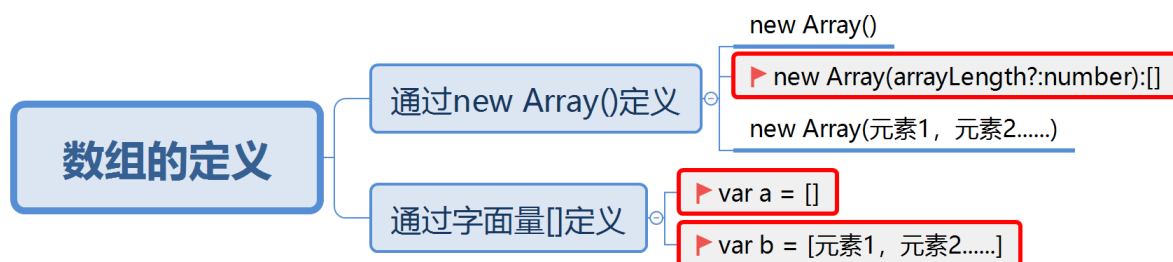 数组的定义
通过new Array()定义
new Array()
new Array(arrayLength?:number):[]
new Array(元素1，元素2......)
通过字面量[]定义
var a = []
var b = [元素1，元素2......]